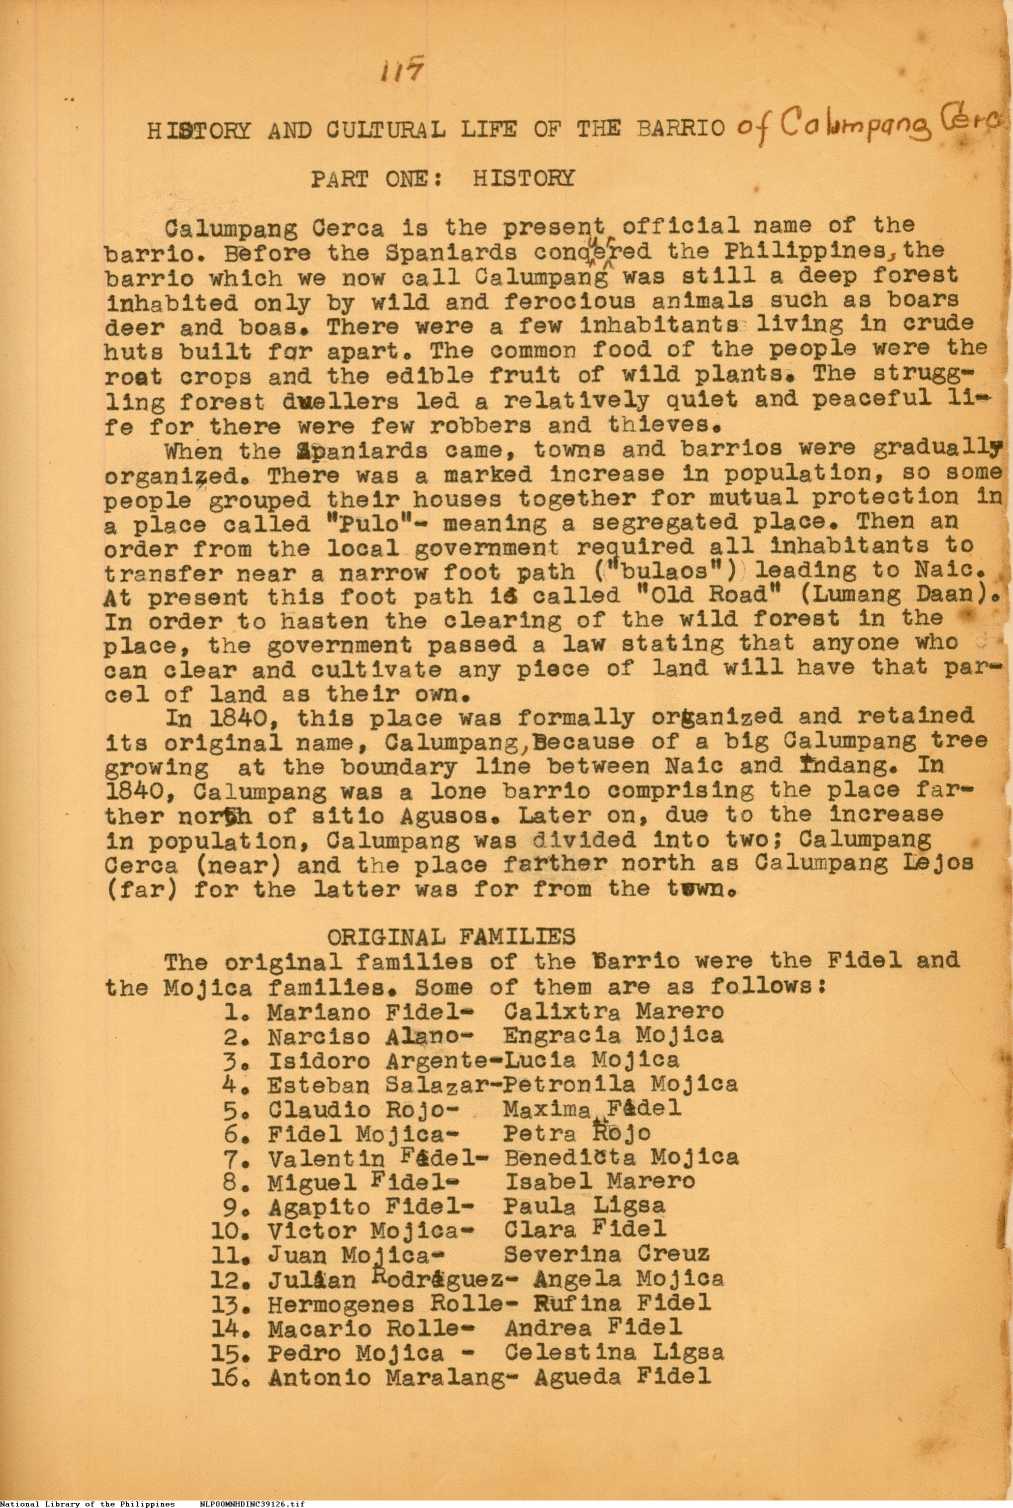 115
HISTORY AND CULTURAL LIFE OF THE BARRIO of Calumpang Cerca
PART ONE: HISTORY
Calumpang Cerca is the present official name of the
barrio. Before the Spaniards conquered the Philippines, the
barrio which we now call Calumpang was still a deep forest
inhabited only by wild and ferocious animals such as boars
deer and boas. There were a few inhabitants living in crude
huts built far apart. The common food of the people were the
root crops and the edible fruit of wild plants. The strugg-
ling forest dwellers led a relatively quiet and peaceful li-
fe for there were few robbers and thieves.
When the Spaniards came, towns and barrios were gradually
organized. There was a marked increase in population, so some
people grouped their houses together for mutual protection in
a place called "Pulo"- meaning a segregated place. Then an
order from the local government required all inhabitants to
transfer near a narrow foot path ("bulaos") leading to Naic.
At present this foot path is called "Old Road" (Lumang Daan).
In order to hasten the clearing of the wild forest in the
place, the government passed a law stating that anyone who
can clear and cultivate any piece of land will have that par-
cel of land as their own.
In 1840, this place was formally organized and retained
its original name, Calumpang, Because of a big Calumpang tree
growing at the boundary line between Naic and Indang. In
1840, Calumpang was a lone barrio comprising the place far-
ther north of sitio Agusos. Later on, due to the increase
in population, Calumpang was divided into two; Calumpang
Cerca (near) and the place farther north as Calumpang Lejos
(far) for the latter was for from the town.
ORIGINAL FAMILIES
The original families of the Barrio were the Fidel and
the Mojica families. Some of them are as follows:
1. Mariano Fidel- Calixtra Marero
2. Narciso Alano- Engracia Mojica
3. Isidoro Argente-Lucia Mojica
4. Esteban Salazar-Petronila Mojica
5. Claudio Rojo- Maxima Fidel
6. Fidel Mojica- Petra Rojo
7. Valentin Fidel- Benedicta Mojica
8. Miguel Fidel- Isabel Marero
9. Agapito Fidel- Paula Ligsa
10. Victor Mojica- Clara Fidel
11. Juan Mojica- Severina Creuz
12. Julian Rodriguez- Angela Mojica
13. Hermogenes Rolle- Rufina Fidel
14. Macario Rolle- Andrea Fidel
15. Pedro Mojica - Celestina Ligsa
16. Antonio Maralang- Agueda Fidel
National Library of the Philippines NLP00MNHDINC39126.tif